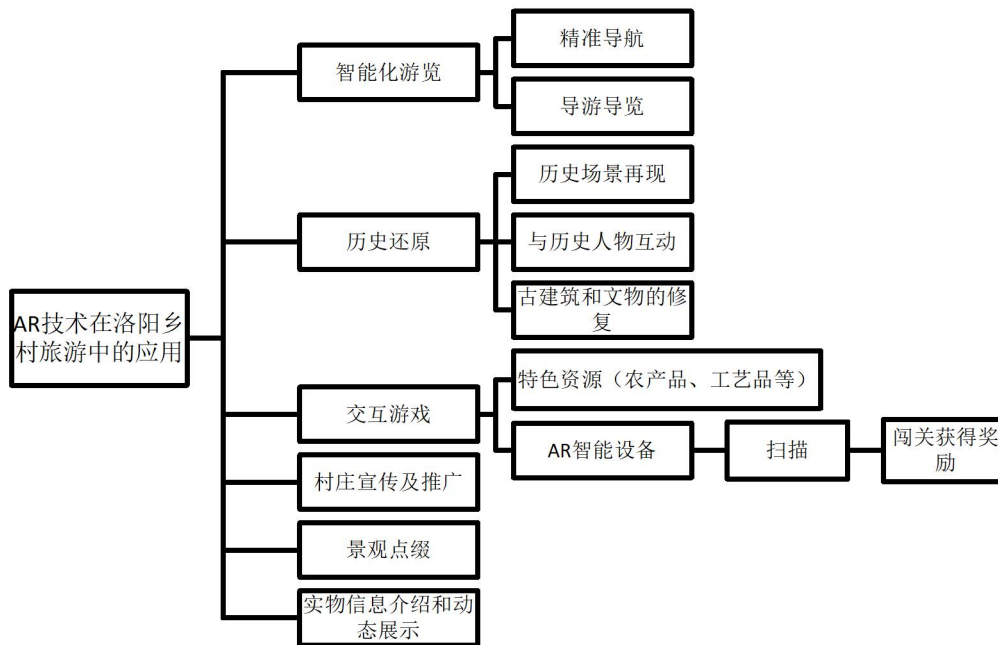 精准导航
智能化游览
导游导览
历史场景再现
历史还原
与历史人物互动
古建筑和文物的修
复
AR技术在洛阳乡
村旅游中的应用
特色资源（农产品、工艺品等）
交互游戏
AR智能设备
扫描
闯关获得奖
励
村庄宣传及推广
景观点缀
实物信息介绍和动
态展示